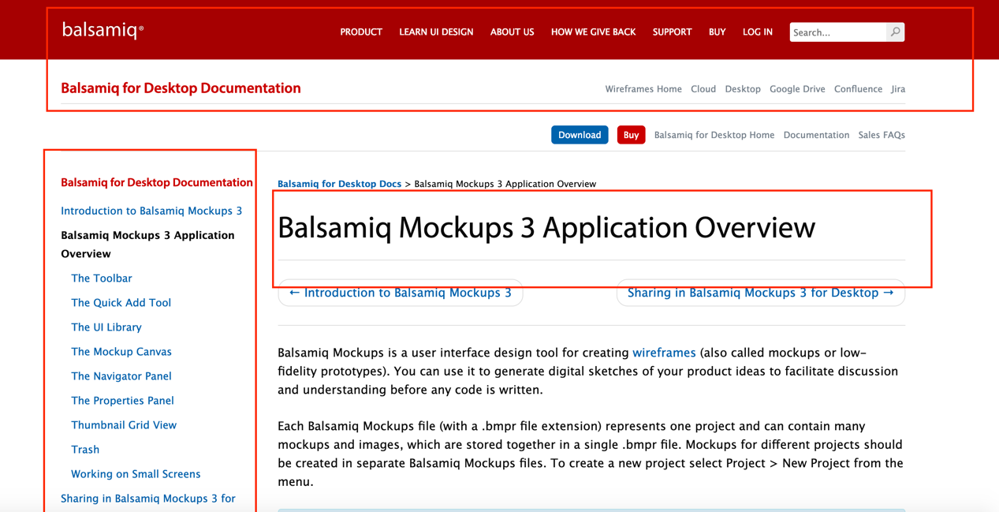 balsamiq®
PRODUCT LEARN UI DESIGN ABOUT US HOW WE GIVE BACK SUPPORT BUY LOG IN Search...
Balsamiq for Desktop Documentation
Wireframes Home Cloud Desktop Google Drive Confluence Jira
Download Buy Balsamiq for Desktop Home Documentation Sales FAQs
Balsamiq for Desktop Documentation
Introduction to Balsamiq Mockups 3
Balsamiq Mockups 3 Application
Overview
The Toolbar
The Quick Add Tool
The UI Library
The Mockup Canvas
The Navigator Panel
The Properties Panel
Thumbnail Grid View
Trash
Working on Small Screens
Sharing in Balsamiq Mockups 3 for
Balsamiq for Desktop Docs > Balsamiq Mockups 3 Application Overview
Balsamiq Mockups 3 Application Overview
← Introduction to Balsamiq Mockups 3
Sharing in Balsamiq Mockups 3 for Desktop →
Balsamiq Mockups is a user interface design tool for creating wireframes (also called mockups or low-
fidelity prototypes). You can use it to generate digital sketches of your product ideas to facilitate discussion
and understanding before any code is written.
Each Balsamiq Mockups file (with a .bmpr file extension) represents one project and can contain many
mockups and images, which are stored together in a single .bmpr file. Mockups for different projects should
be created in separate Balsamiq Mockups files. To create a new project select Project > New Project from the
menu.